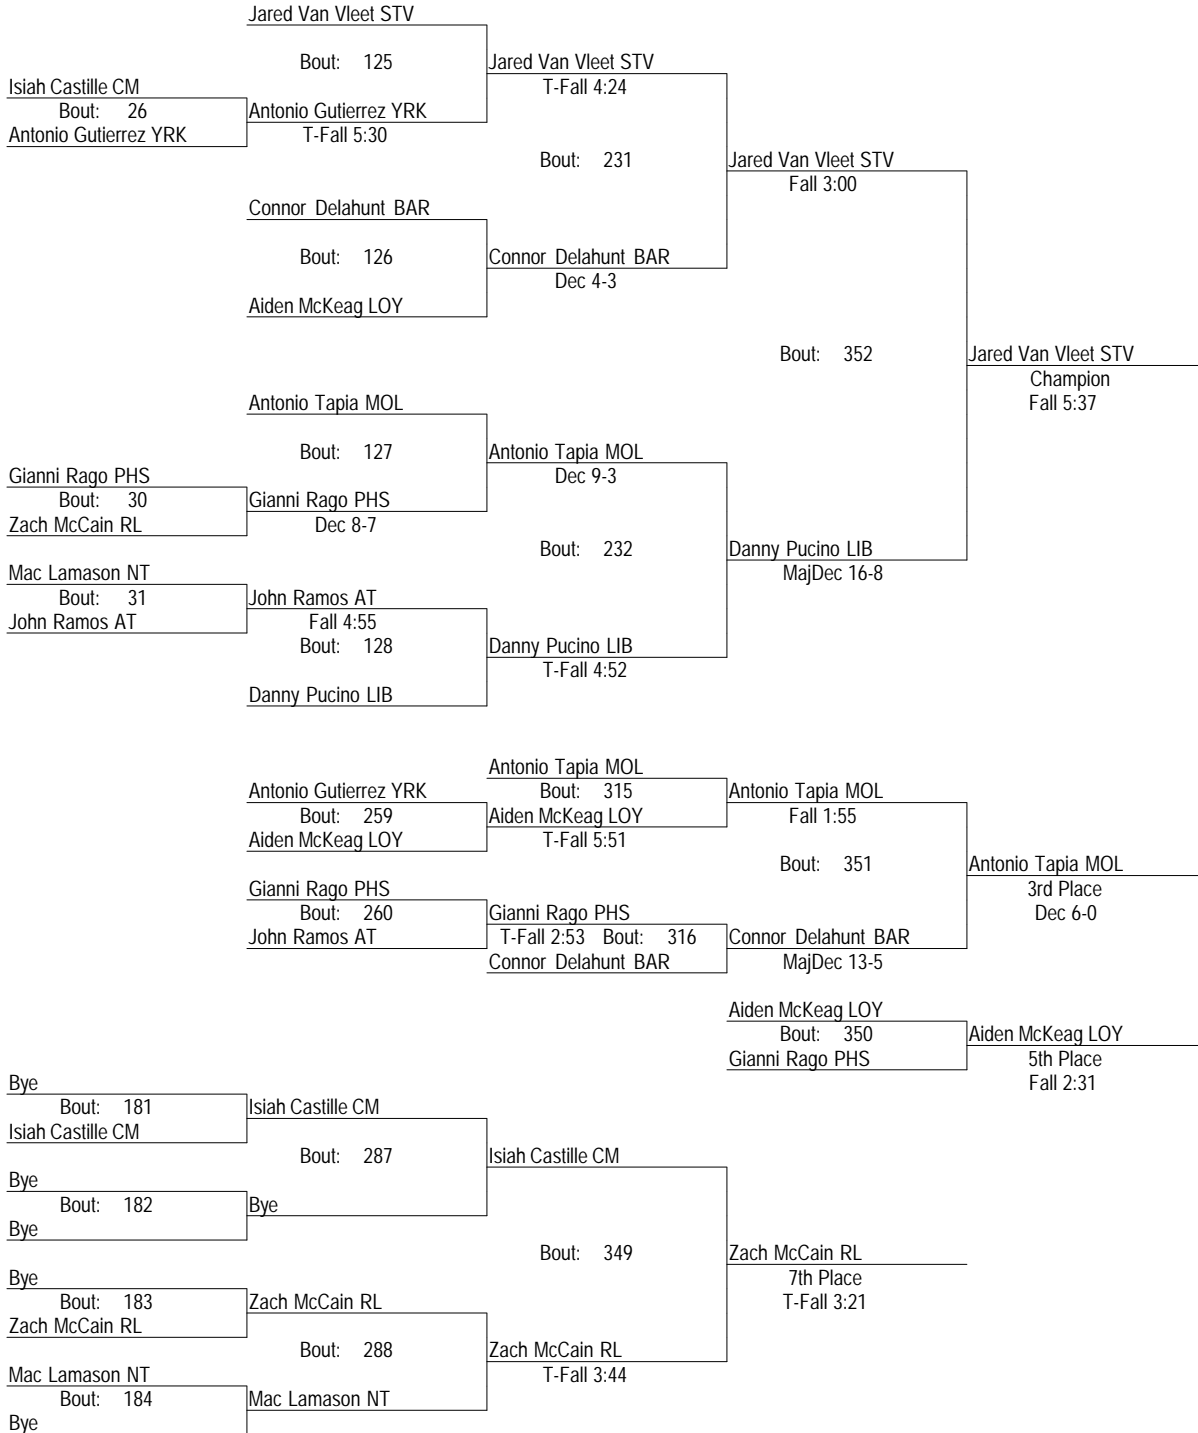 Jared Van Vleet STV
Bout: 125
Jared Van Vleet STV
T-Fall 4:24
Isiah Castille CM
Bout: 26
Antonio Gutierrez YRK
Antonio Gutierrez YRK
T-Fall 5:30
Bout: 231
Jared Van Vleet STV
Fall 3:00
Connor Delahunt BAR
Bout: 126
Connor Delahunt BAR
Dec 4-3
Aiden McKeag LOY
Bout: 352
Jared Van Vleet STV
Champion
Fall 5:37
Antonio Tapia MOL
Bout: 127
Antonio Tapia MOL
Dec 9-3
Gianni Rago PHS
Bout: 30
Zach McCain RL
Gianni Rago PHS
Dec 8-7
Bout: 232
Danny Pucino LIB
MajDec 16-8
Mac Lamason NT
Bout: 31
John Ramos AT
John Ramos AT
Fall 4:55
Bout: 128
Danny Pucino LIB
T-Fall 4:52
Danny Pucino LIB
Antonio Tapia MOL
Bout: 315
Antonio Tapia MOL
Fall 1:55
Antonio Gutierrez YRK
Bout: 259
Aiden McKeag LOY
Aiden McKeag LOY
T-Fall 5:51
Bout: 351
Antonio Tapia MOL
3rd Place
Dec 6-0
Gianni Rago PHS
Bout: 260
John Ramos AT
Gianni Rago PHS
T-Fall 2:53 Bout: 316
Connor Delahunt BAR
Connor Delahunt BAR
MajDec 13-5
Aiden McKeag LOY
Bout: 350
Gianni Rago PHS
Aiden McKeag LOY
5th Place
Fall 2:31
Bye
Bout: 181
Isiah Castille CM
Isiah Castille CM
Bout: 287
Isiah Castille CM
Bye
Bout: 182
Bye
Bye
Bout: 349
Zach McCain RL
7th Place
T-Fall 3:21
Bye
Bout: 183
Zach McCain RL
Zach McCain RL
Bout: 288
Zach McCain RL
T-Fall 3:44
Mac Lamason NT
Bout: 184
Bye
Mac Lamason NT